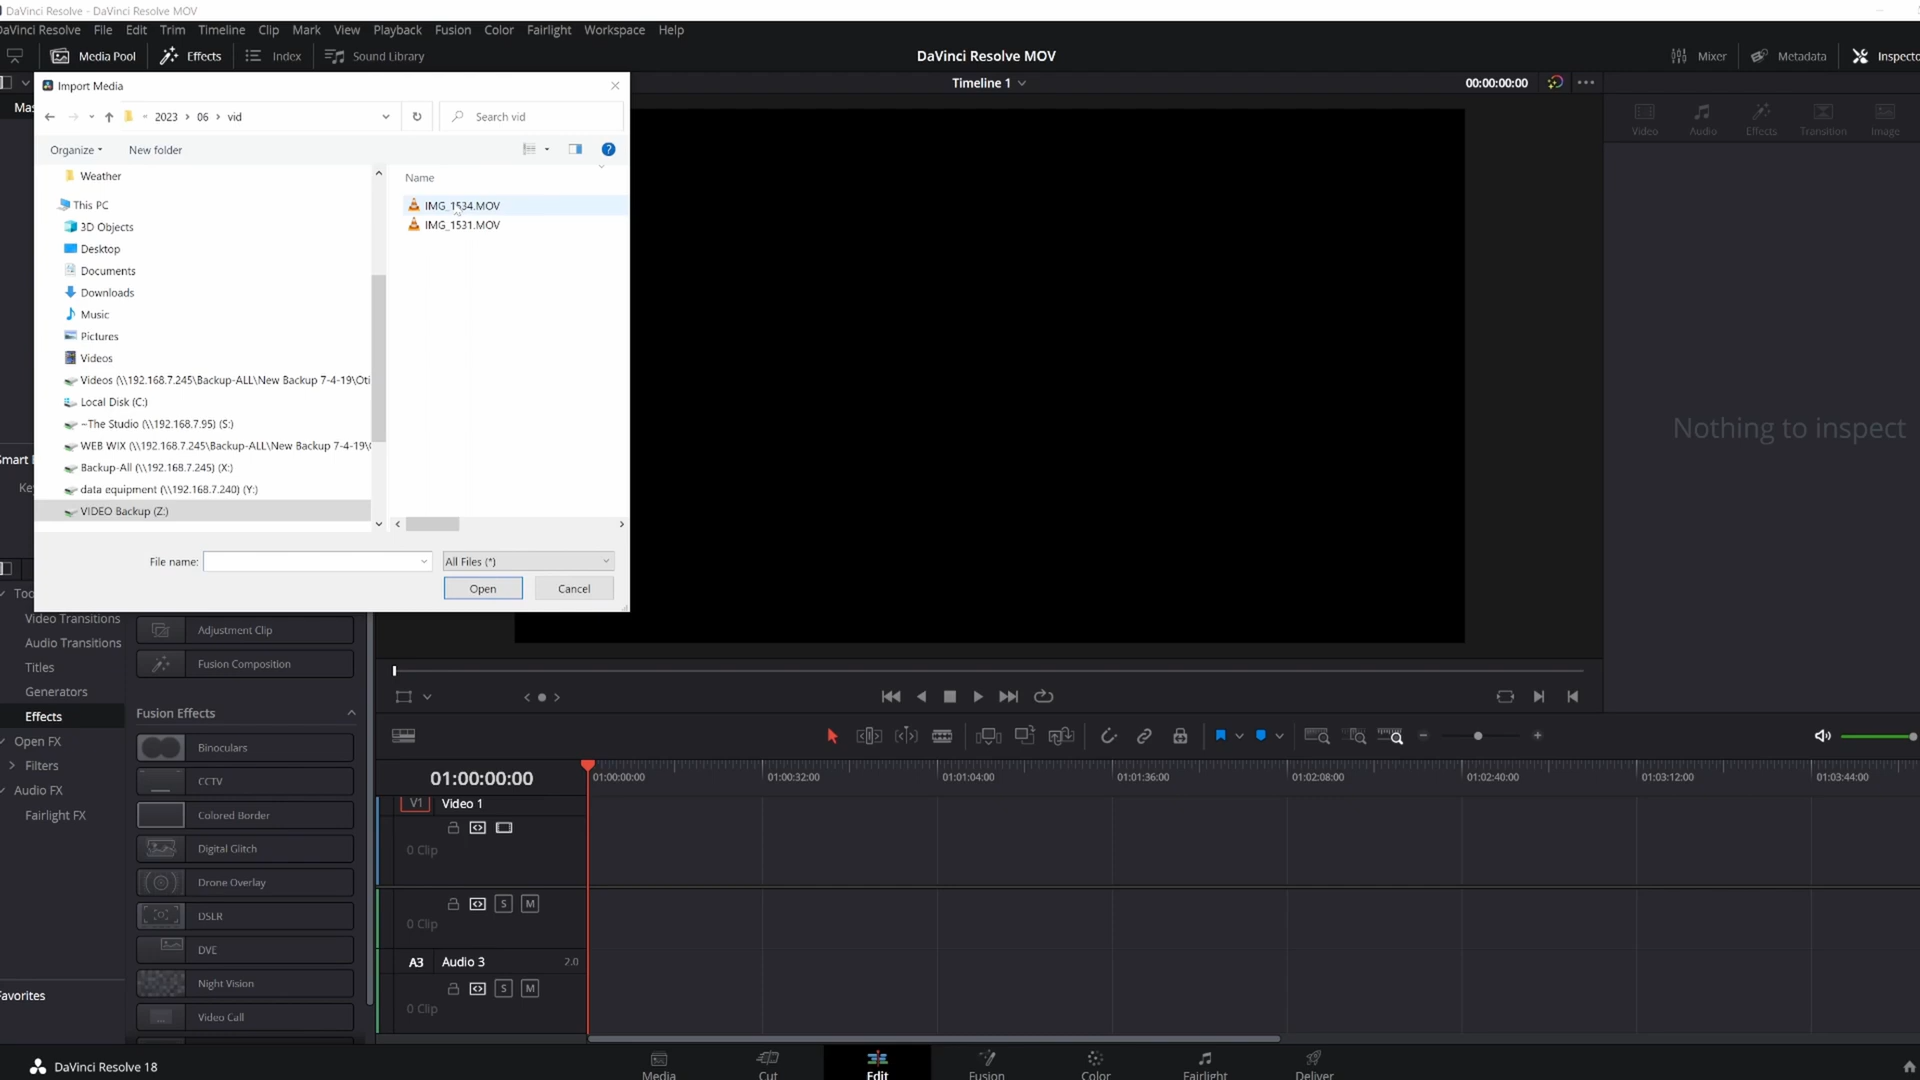 DaVinci Resolve - DaVinci Resolve MOV
DaVinci Resolve File Edit Trim Timeline Clip Mark View Playback Fusion Color Fairlight Workspace Help
Media Pool Effects Index Sound Library DaVinci Resolve MOV Mixer Metadata Inspecto
Timeline 1 00:00:00:00
Mas
Import Media
2023 > 06 > vid Search vid
Organize New folder
Weather
This PC
3D Objects
Desktop
Documents
Downloads
Music
Pictures
Videos
Videos (\\192.168.7.245\Backup-ALL\New Backup 7-4-19\Oti
Local Disk (C:)
~The Studio (\\192.168.7.95) (S:)
WEB WIX (\\192.168.7.245\Backup-ALL\New Backup 7-4-19\(
Backup-All (\\192.168.7.245) (X:)
data equipment (\\192.168.7.240) (Y:)
VIDEO Backup (Z:)
Name
IMG_1534.MOV
IMG_1531.MOV
File name: All Files (*)
Open Cancel
Video Audio Effects Transition Image
Nothing to inspect
Smart
Ke
Too
Video Transitions
Audio Transitions
Titles
Generators
Effects
Open FX
Filters
Audio FX
Fairlight FX
Favorites
Adjustment Clip
Fusion Composition
Fusion Effects
Binoculars
CCTV
Colored Border
Digital Glitch
Drone Overlay
DSLR
DVE
Night Vision
Video Call
01:00:00:00
01:00:00:00 01:00:32:00 01:01:04:00 01:01:36:00 01:02:08:00 01:02:40:00 01:03:12:00 01:03:44:00
V1 Video 1
0 Clip
S M
0 Clip
A3 Audio 3 2.0
S M
0 Clip
DaVinci Resolve 18
Media Cut Edit Fusion Color Fairlight Deliver